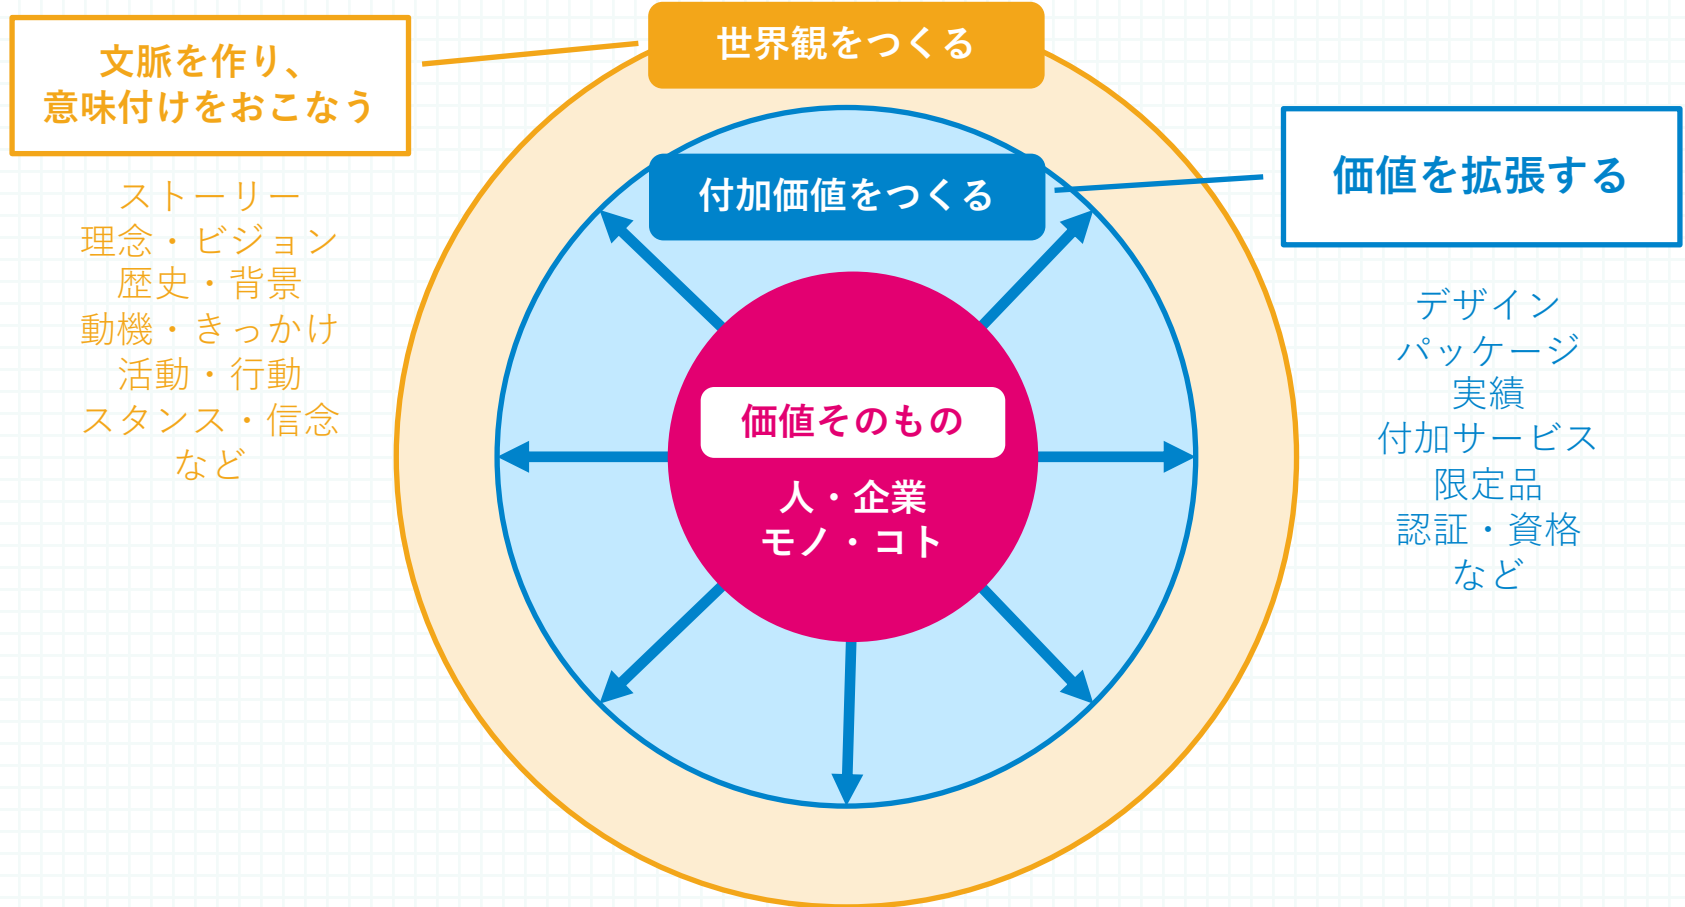 世界観をつくる
文脈を作り、
意味付けをおこなう
ストーリー
理念・ビジョン
歴史・背景
動機・きっかけ
活動・行動
スタンス・信念
など
付加価値をつくる
価値を拡張する
デザイン
パッケージ
実績
付加サービス
限定品
認証・資格
など
価値そのもの
人・企業
モノ・コト